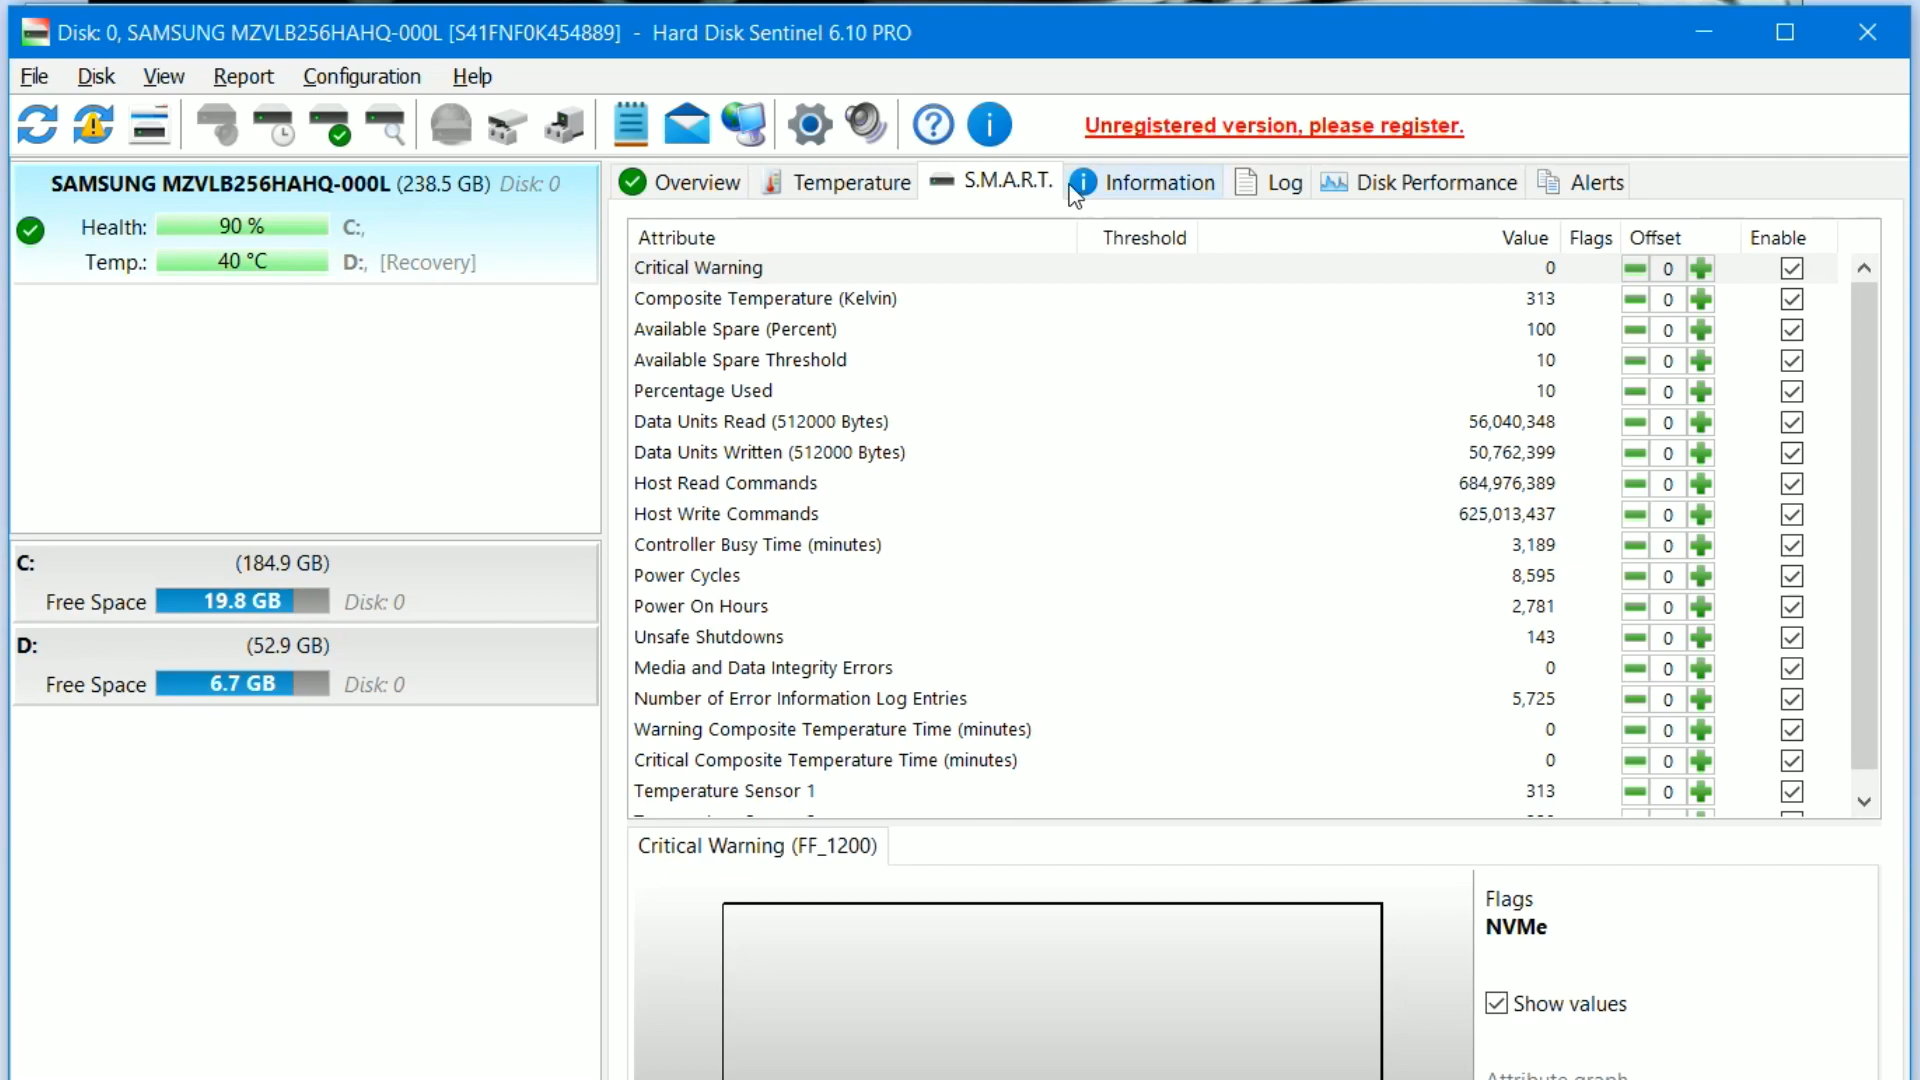 Disk: 0, SAMSUNG MZVLB256HAHQ-000L [S41FNF0K454889] - Hard Disk Sentinel 6.10 PRO
File Disk View Report Configuration Help
Unregistered version, please register.
SAMSUNG MZVLB256HAHQ-000L (238.5 GB) Disk: 0
Health: 90 % C:,
Temp.: 40 °C D:, [Recovery]
C: (184.9 GB)
Free Space 19.8 GB Disk: 0
D: (52.9 GB)
Free Space 6.7 GB Disk: 0
Overview Temperature S.M.A.R.T. Information Log Disk Performance Alerts
Attribute Threshold Value Flags Offset Enable
Critical Warning 0 0
Composite Temperature (Kelvin) 313 0
Available Spare (Percent) 100 0
Available Spare Threshold 10 0
Percentage Used 10 0
Data Units Read (512000 Bytes) 56,040,348 0
Data Units Written (512000 Bytes) 50,762,399 0
Host Read Commands 684,976,389 0
Host Write Commands 625,013,437 0
Controller Busy Time (minutes) 3,189 0
Power Cycles 8,595 0
Power On Hours 2,781 0
Unsafe Shutdowns 143 0
Media and Data Integrity Errors 0 0
Number of Error Information Log Entries 5,725 0
Warning Composite Temperature Time (minutes) 0 0
Critical Composite Temperature Time (minutes) 0 0
Temperature Sensor 1 313 0
Critical Warning (FF_1200)
Flags
NVMe
Show values
Attribute graph